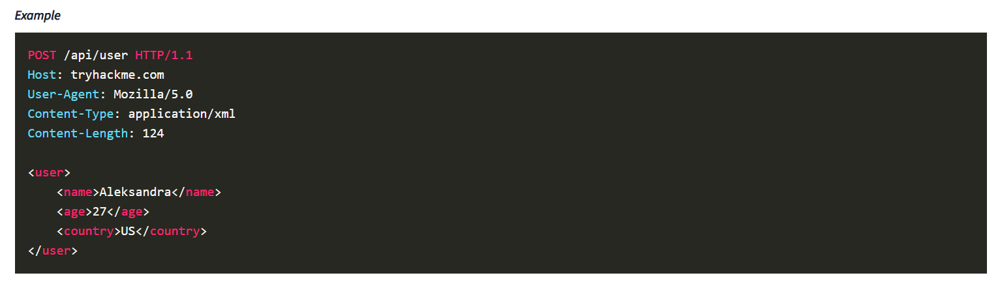 Example
POST /api/user HTTP/1.1
Host: tryhackme.com
User-Agent: Mozilla/5.0
Content-Type: application/xml
Content-Length: 124

<user>
    <name>Aleksandra</name>
    <age>27</age>
    <country>US</country>
</user>